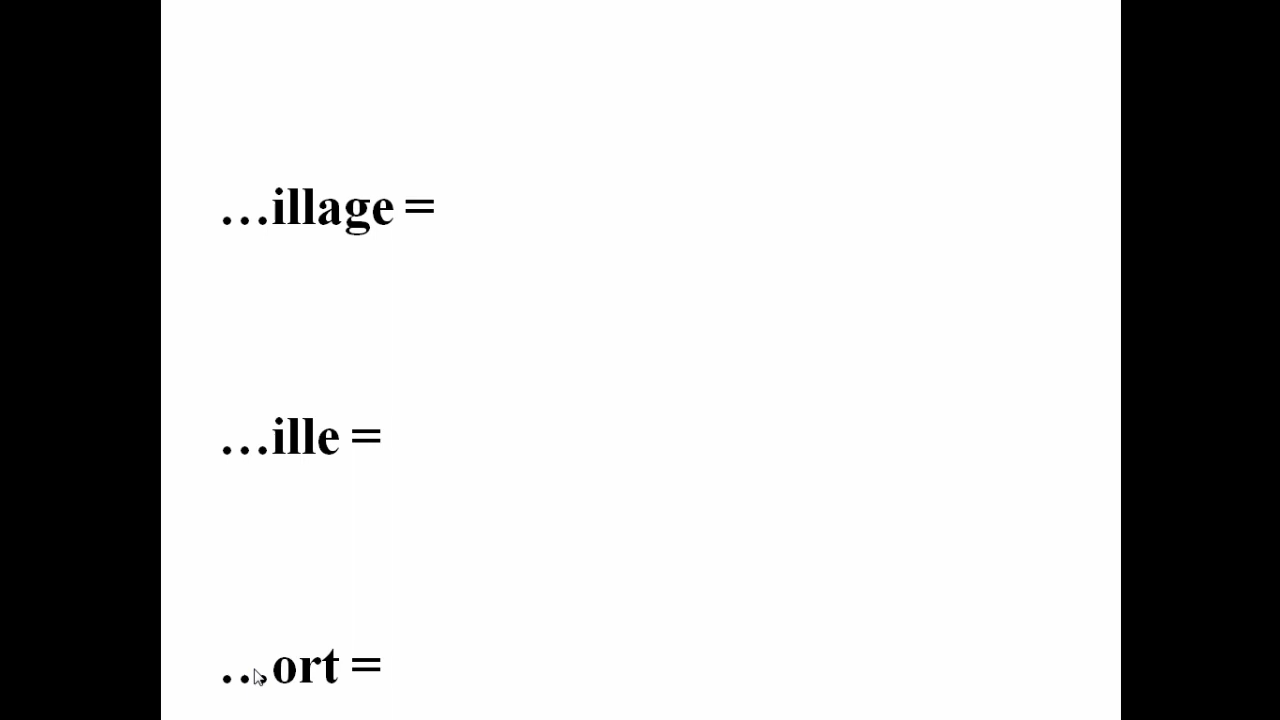 …illage =
…ille =
…ort =